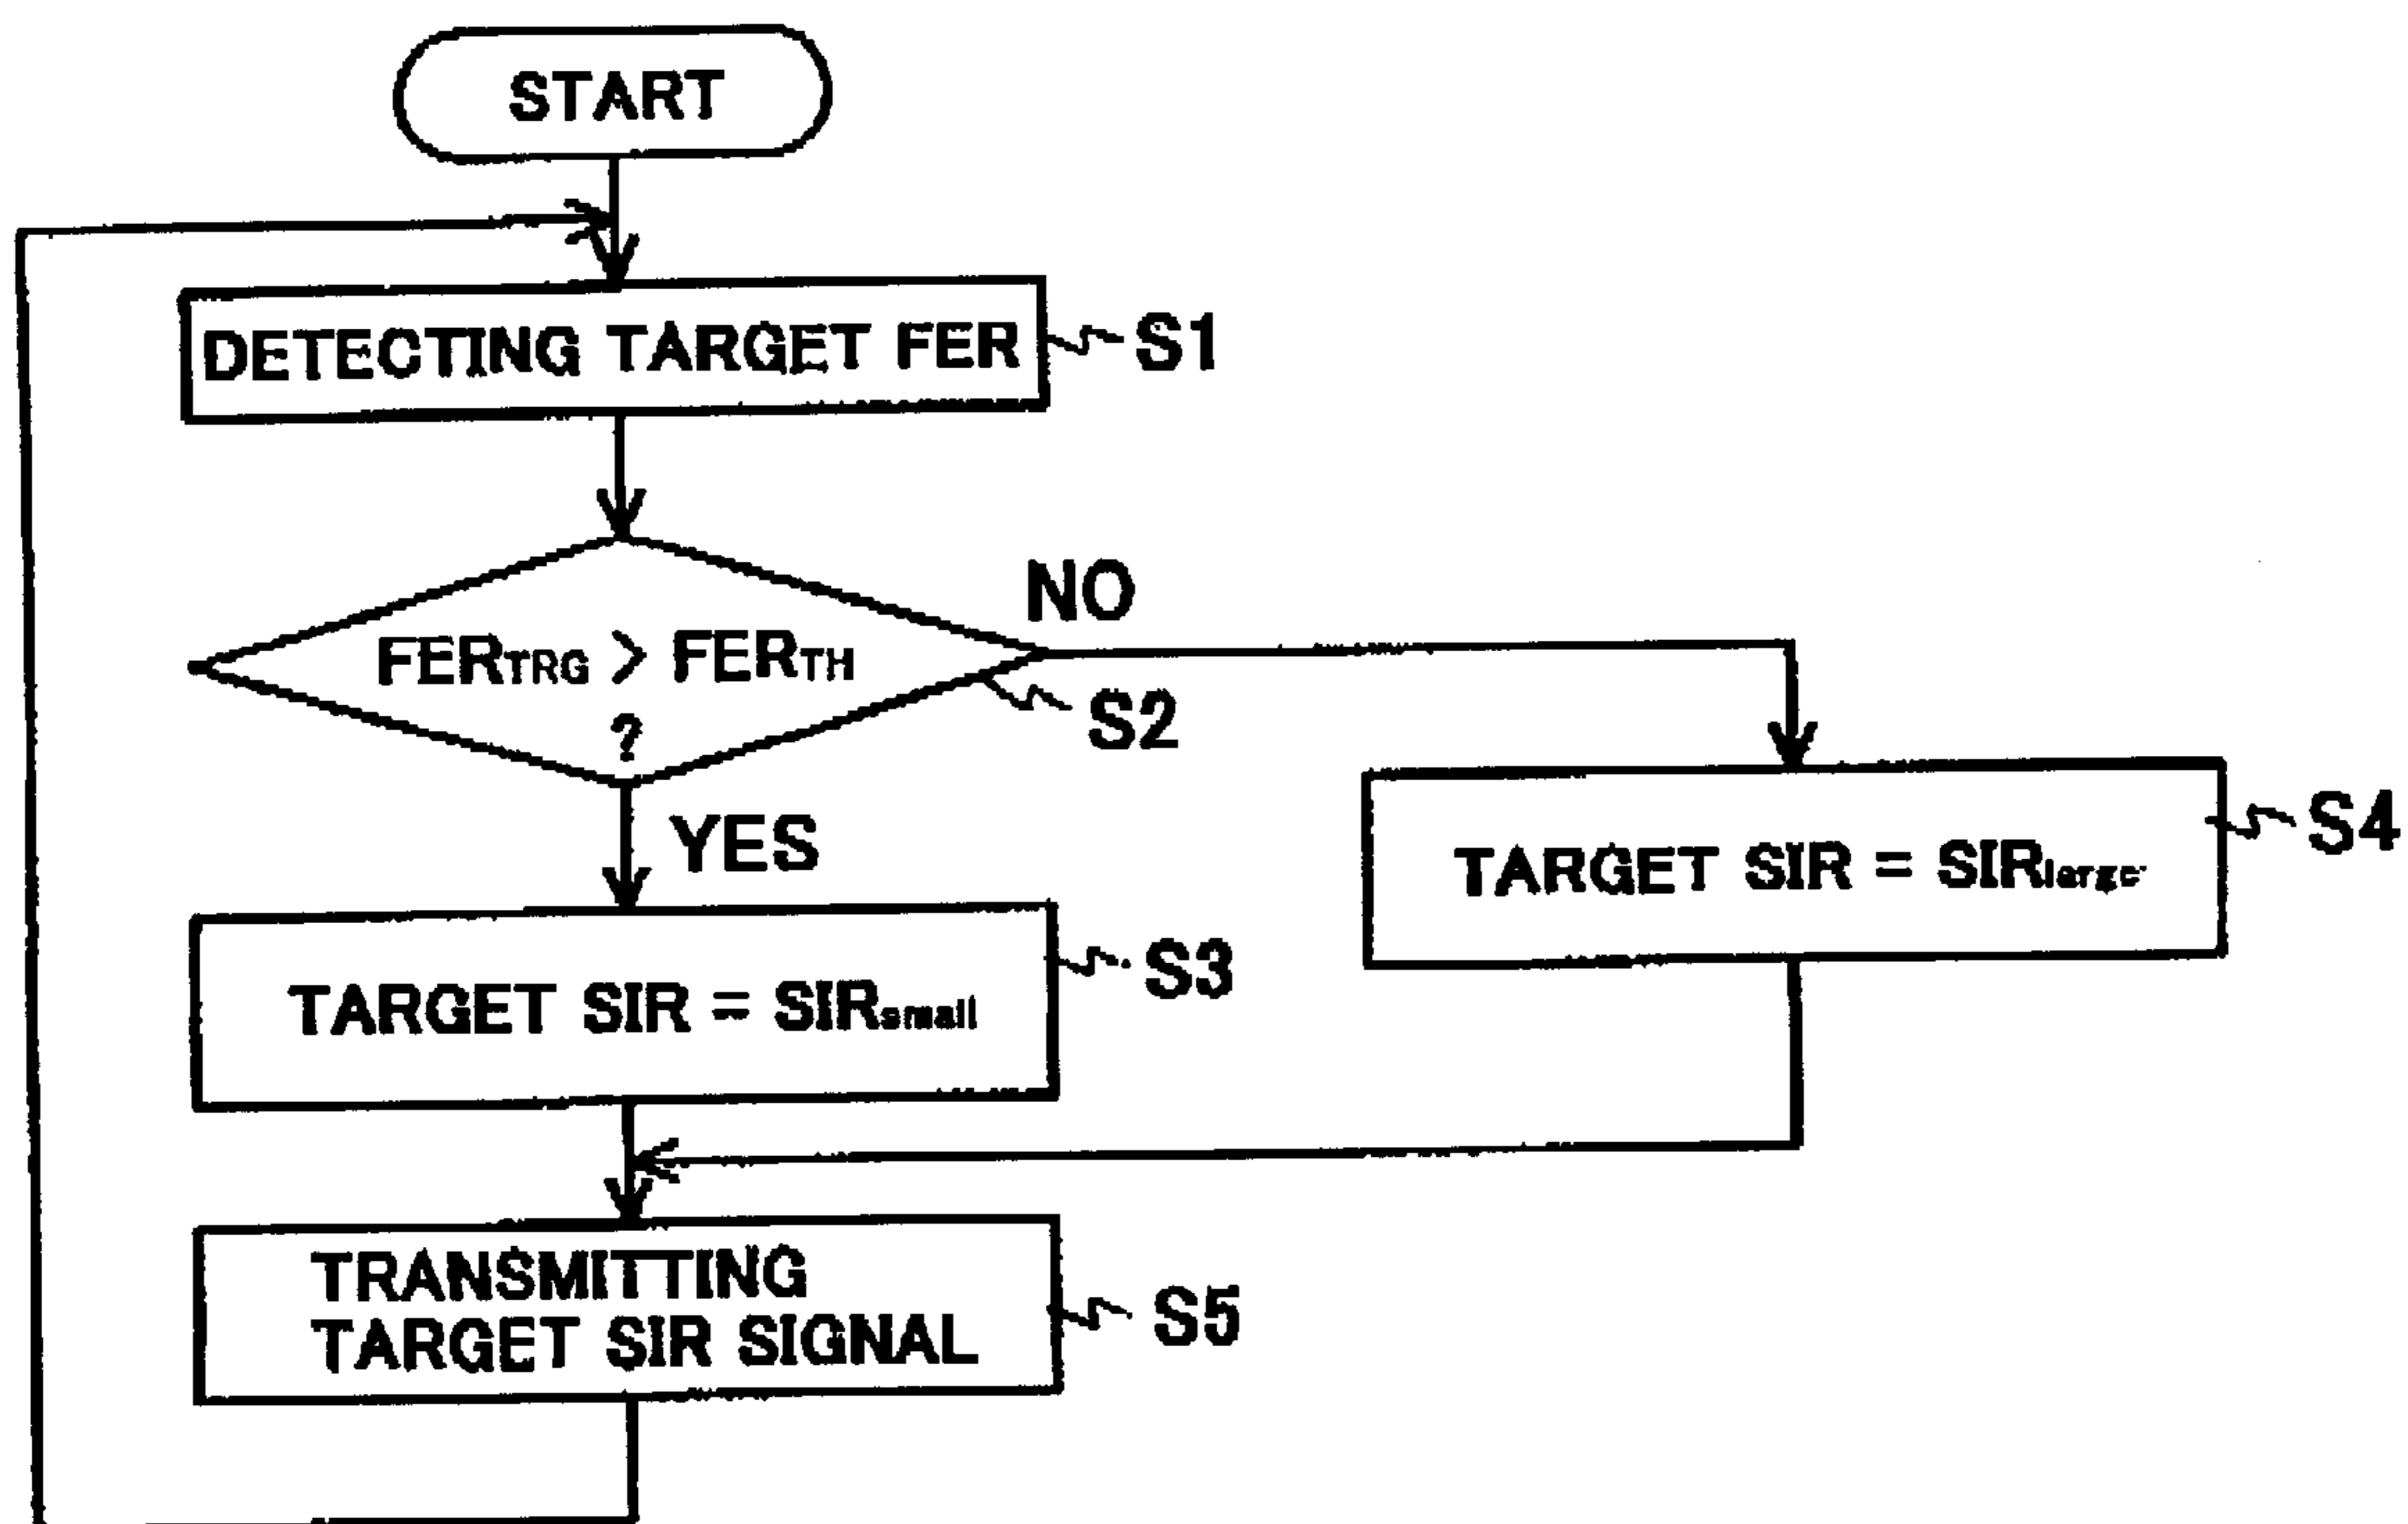 START
DETECTING TARGET FER
S1
FERTRG > FERTH
?
NO
S2
YES
TARGET SIR = SIRlarge
S4
TARGET SIR = SIRsmall
S3
TRANSMITTING
TARGET SIR SIGNAL
S5